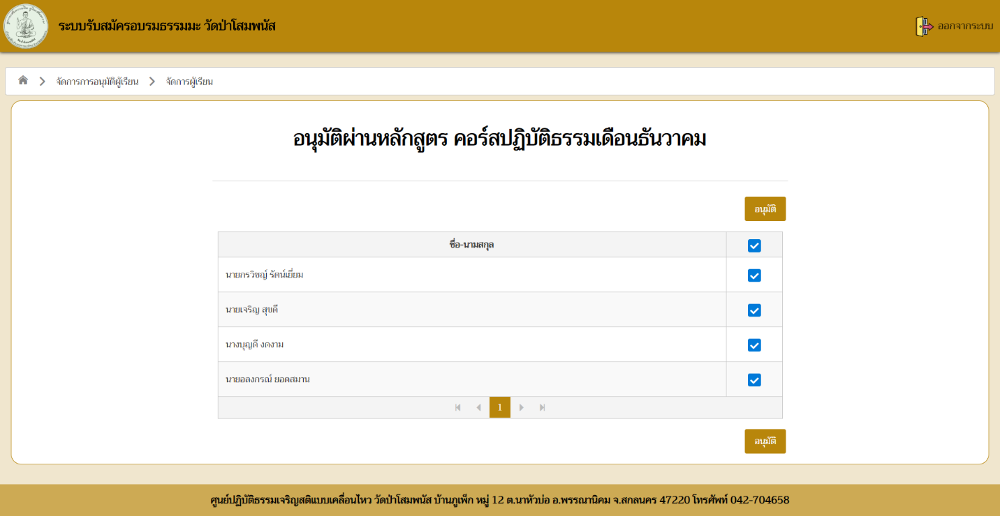 ระบบรับสมัครอบรมธรรมมะ วัดป่าโสมพนัส
ออกจากระบบ
จัดการการอนุมัติผู้เรียน จัดการผู้เรียน
อนุมัติผ่านหลักสูตร คอร์สปฏิบัติธรรมเดือนธันวาคม
อนุมัติ
ชื่อ-นามสกุล
นายกรวิชญ์ รัตน์เยี่ยม
นายเจริญ สุขดี
นางบุญดี งดงาม
นายอลงกรณ์ ยอดสมาน
1
อนุมัติ
ศูนย์ปฏิบัติธรรมเจริญสติแบบเคลื่อนไหว วัดป่าโสมพนัส บ้านภูเพ็ก หมู่ 12 ต.นาหัวบ่อ อ.พรรณานิคม จ.สกลนคร 47220 โทรศัพท์ 042-704658